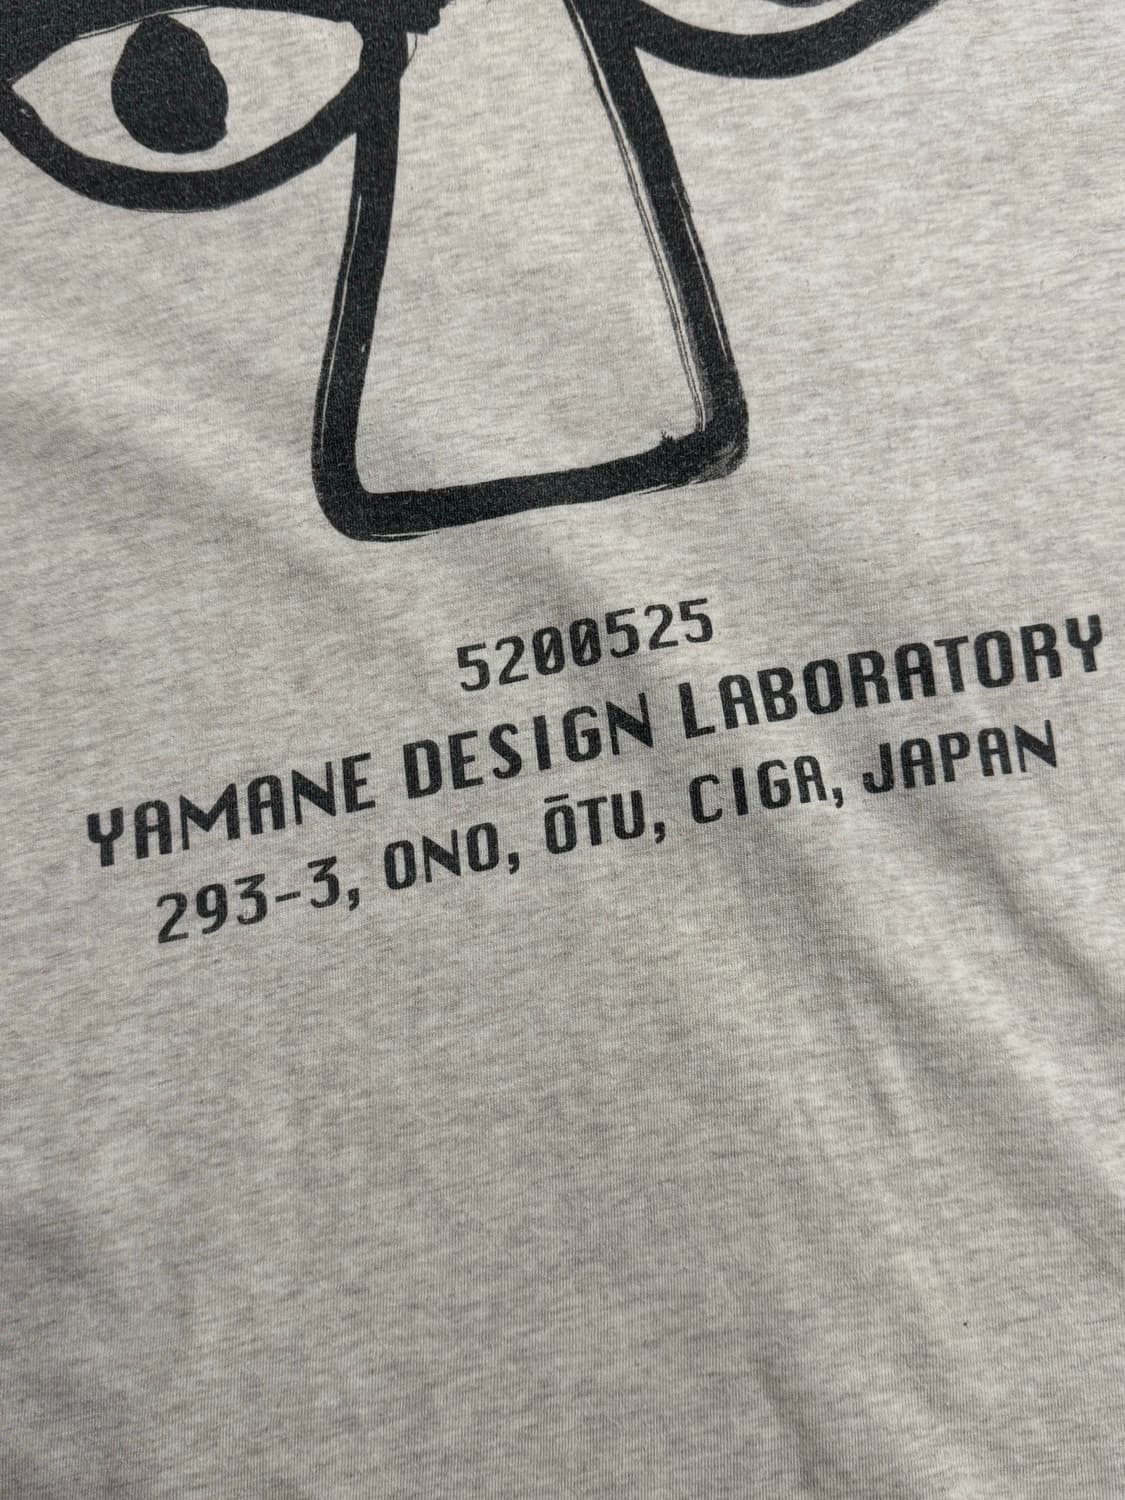 5200525
YAMANE DESIGN LABORATORY
293-3, ONO, ŌTU, CIGA, JAPAN